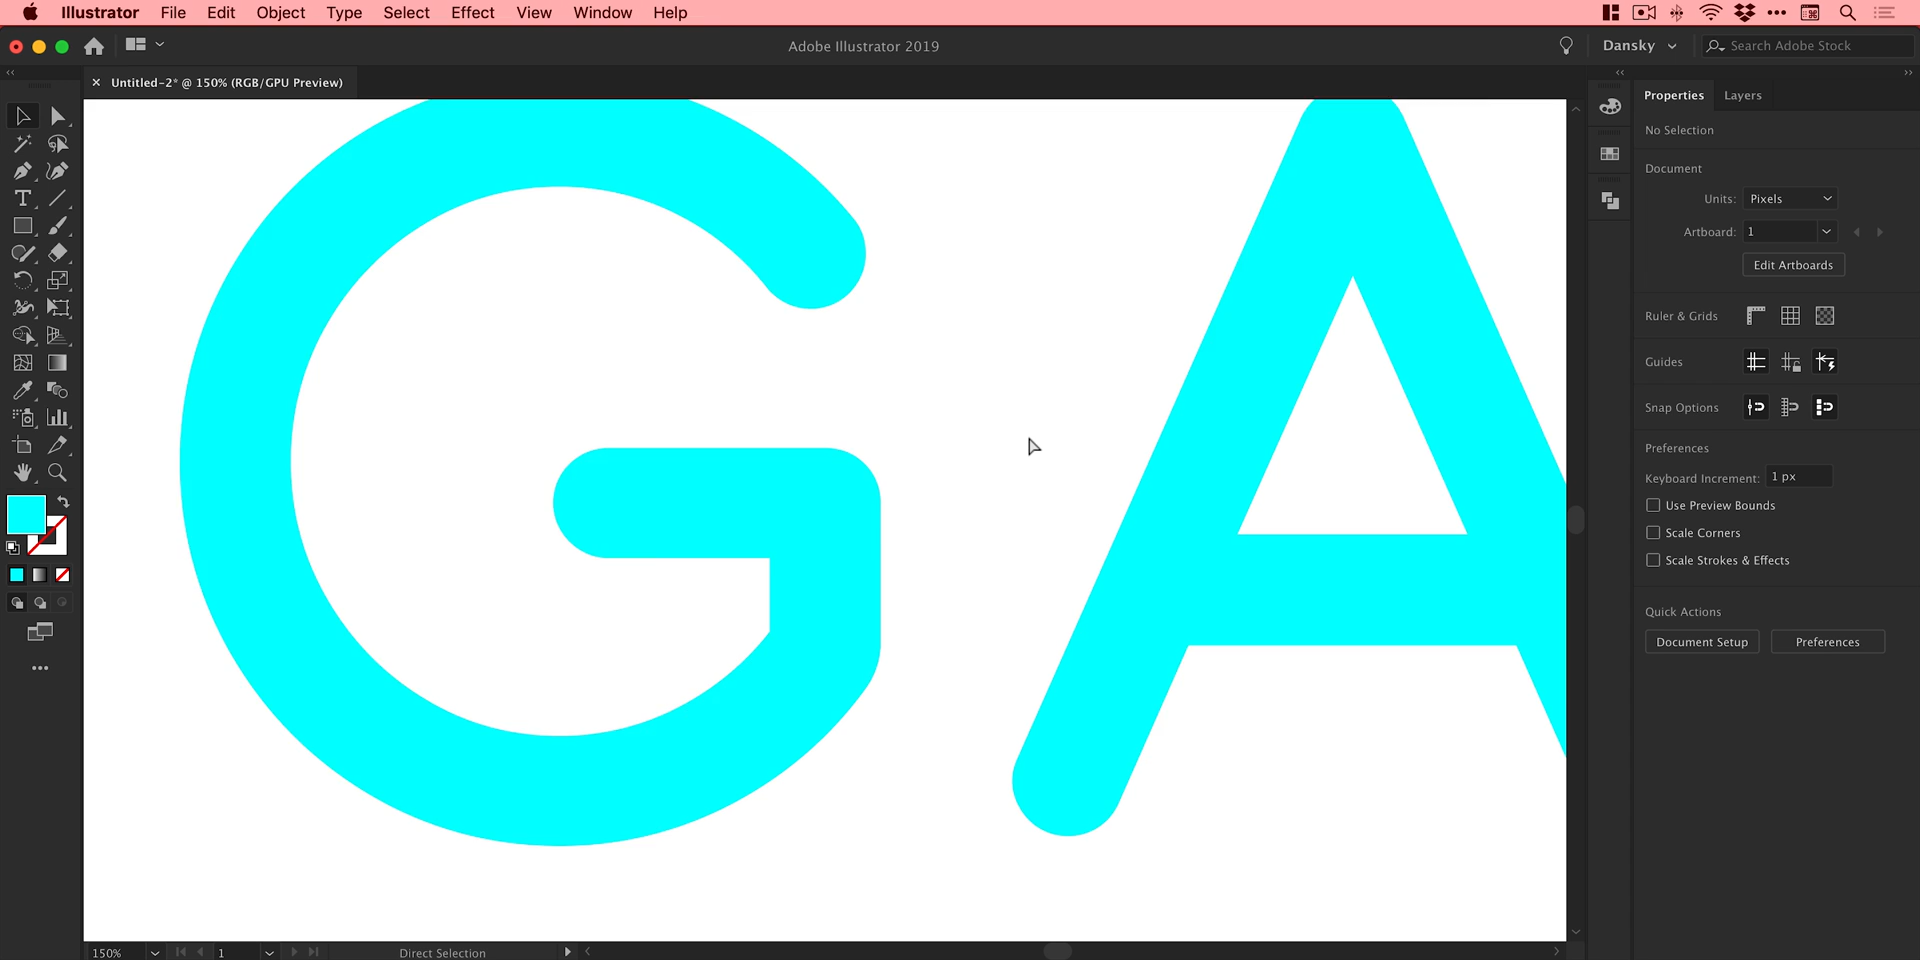 Illustrator File Edit Object Type Select Effect View Window Help
Adobe Illustrator 2019
Dansky
Search Adobe Stock
× Untitled-2* @ 150% (RGB/GPU Preview)
GA
Properties Layers
No Selection
Document
Units: Pixels
Artboard: 1
Edit Artboards
Ruler & Grids
Guides
Snap Options
Preferences
Keyboard Increment: 1 px
Use Preview Bounds
Scale Corners
Scale Strokes & Effects
Quick Actions
Document Setup Preferences
150% 1 Direct Selection